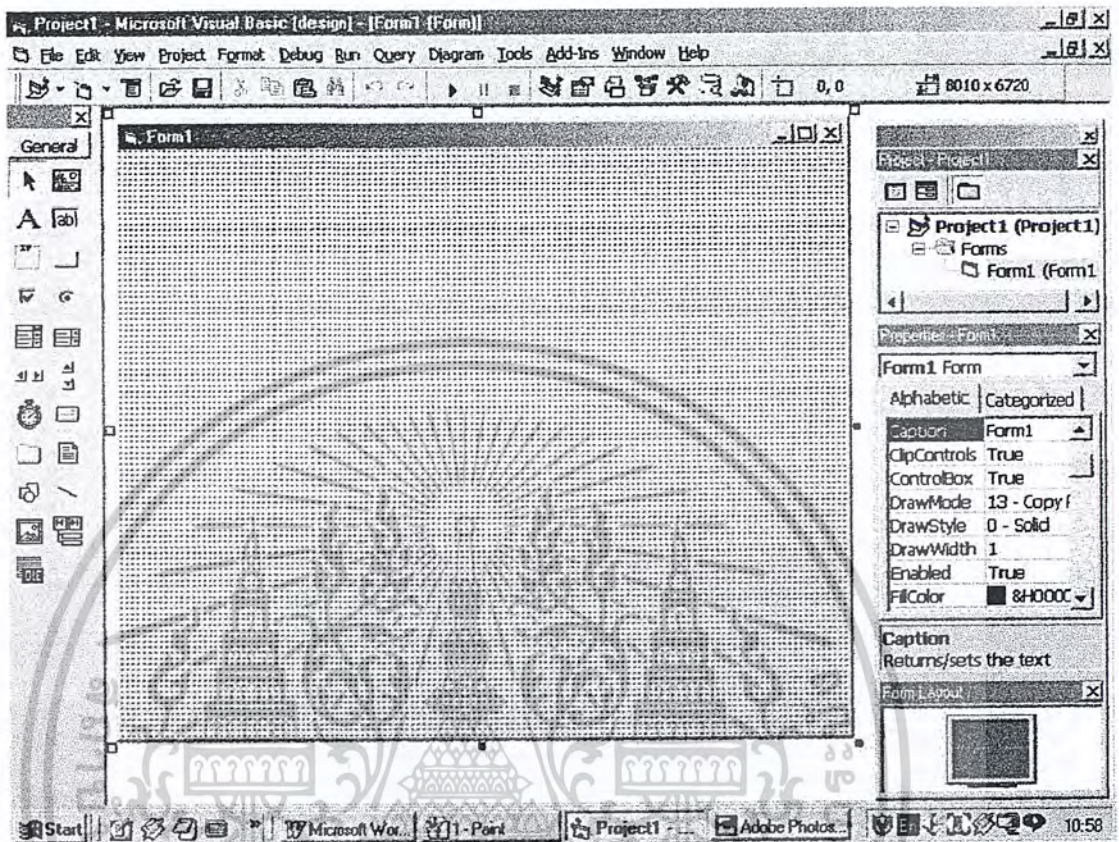 Project1 - Microsoft Visual Basic [design] - [Form1 (Form)]
File Edit View Project Format Debug Run Query Diagram Tools Add-Ins Window Help
0, 0 8010 x 6720
General
Form1
Project - Project1
Project1 (Project1)
Forms
Form1 (Form1
Properties - Form1
Form1 Form
Alphabetic Categorized
Caption Form1
ClipControls True
ControlBox True
DrawMode 13 - Copy P
DrawStyle 0 - Solid
DrawWidth 1
Enabled True
FillColor &H000C
Caption
Returns/sets the text
Form Layout
Start Microsoft Wor... 1 - Paint Project1 - ... Adobe Photos... 10:58